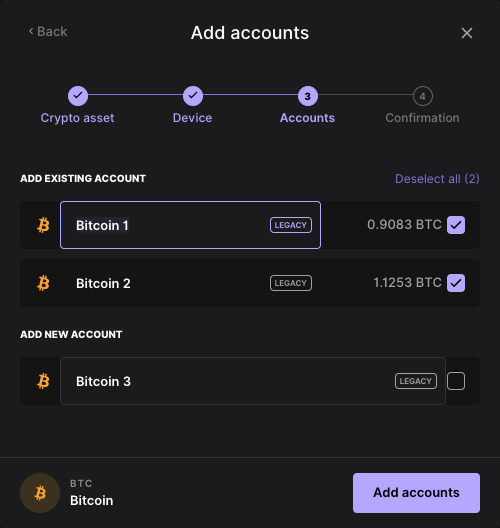 Back
Add accounts
3
4
Crypto asset
Device
Accounts
Confirmation
ADD EXISTING ACCOUNT
Deselect all (2)
Bitcoin 1
LEGACY
0.9083 BTC
Bitcoin 2
LEGACY
1.1253 BTC
ADD NEW ACCOUNT
Bitcoin 3
LEGACY
BTC
Bitcoin
Add accounts